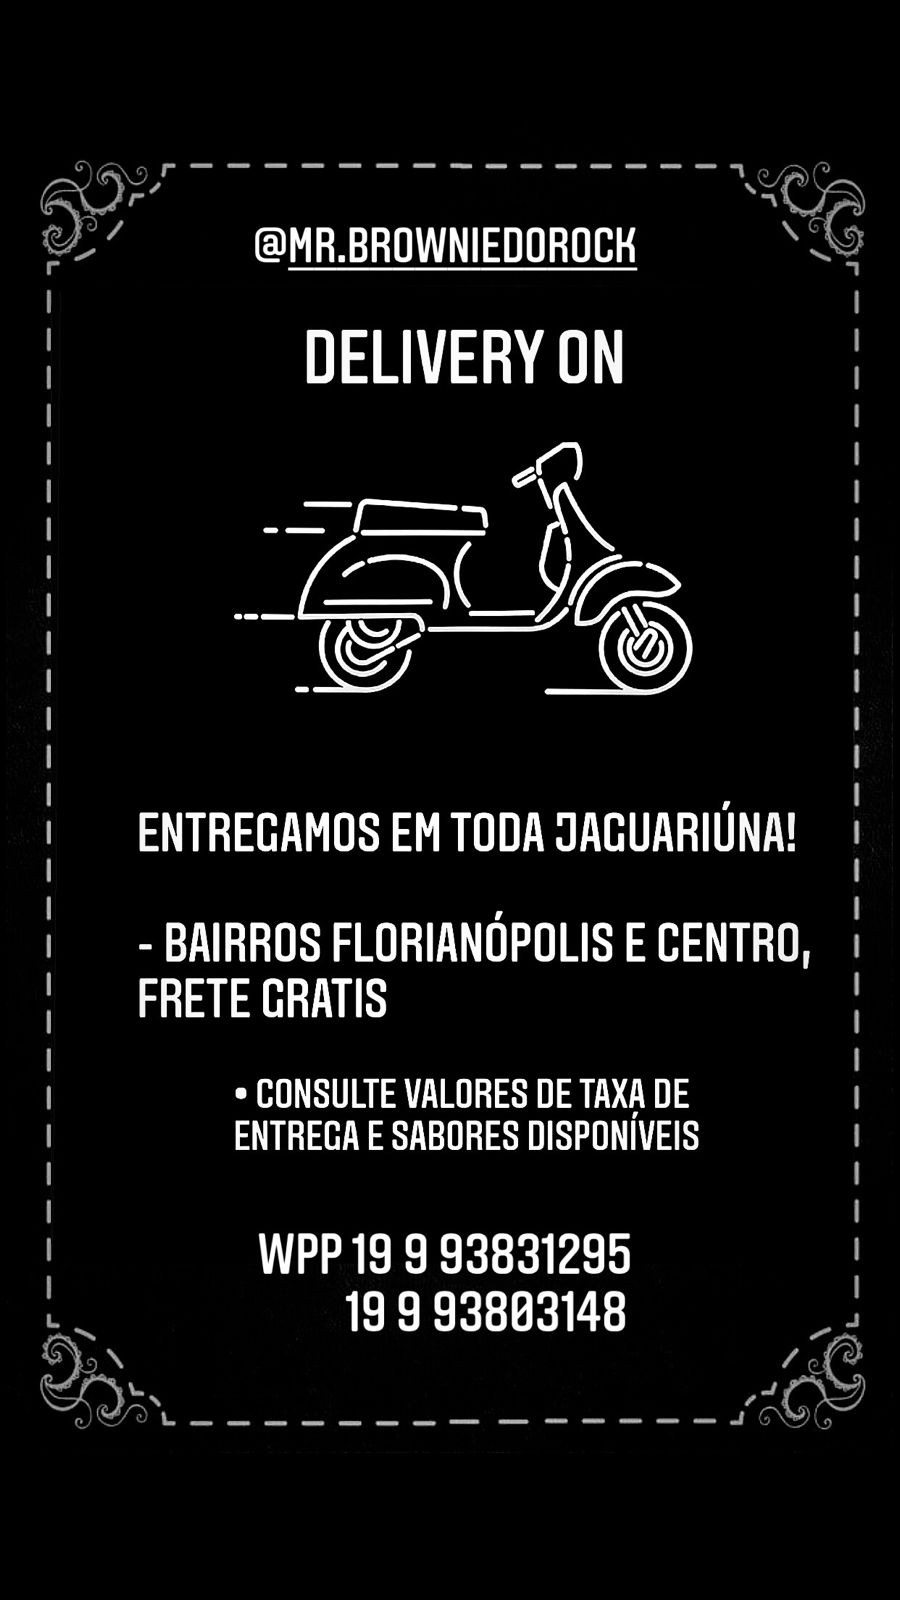 @MR.BROWNIEDOROCK
DELIVERY ON
ENTREGAMOS EM TODA JAGUARIÚNA!
- BAIRROS FLORIANÓPOLIS E CENTRO,
FRETE GRATIS
• CONSULTE VALORES DE TAXA DE
ENTREGA E SABORES DISPONÍVEIS
WPP 19 9 93831295
19 9 93803148